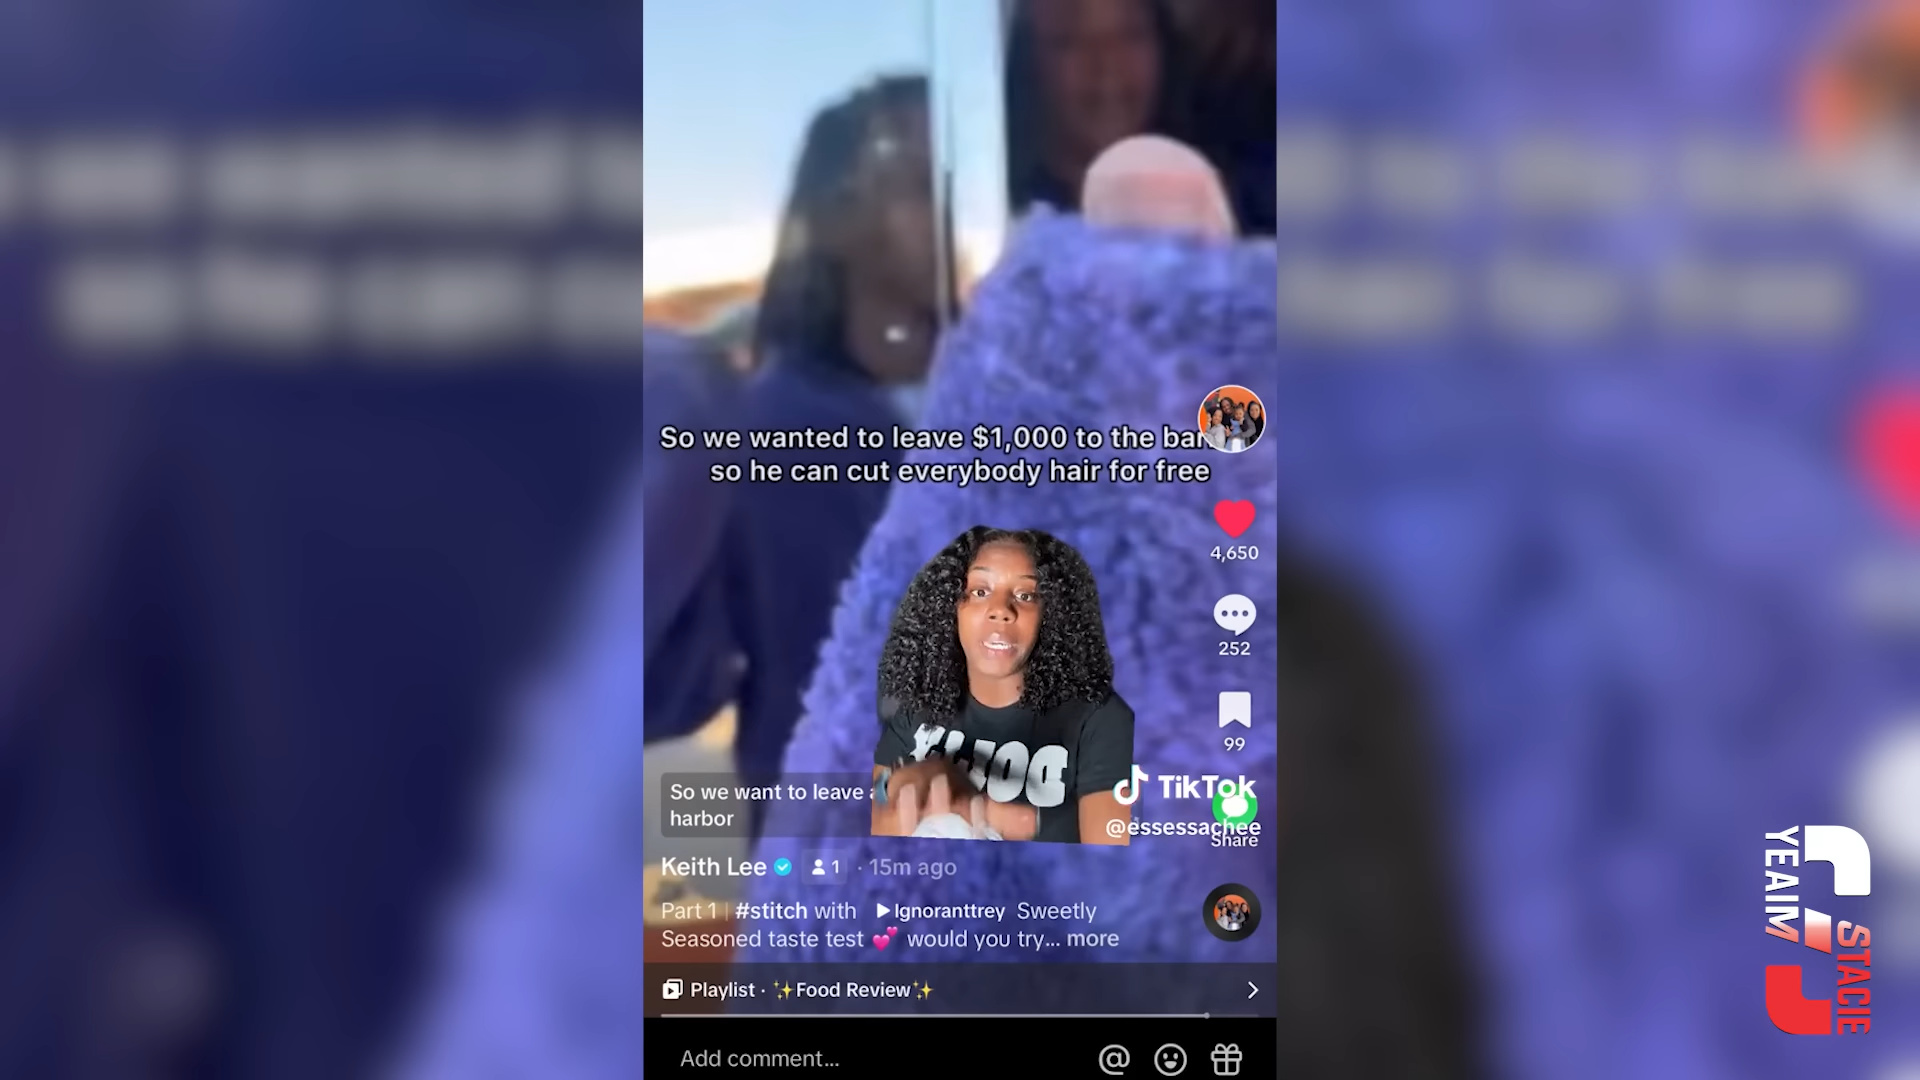 So we wanted to leave $1,000 to the bar
so he can cut everybody hair for free
4,650
252
99
So we want to leave
harbor
TikTok
@essessachee
Share
Keith Lee 1 · 15m ago
Part 1 | #stitch with Ignoranttrey Sweetly
Seasoned taste test 💕 would you try... more
Playlist · ✨Food Review✨
Add comment...
YEAIM
STACIE